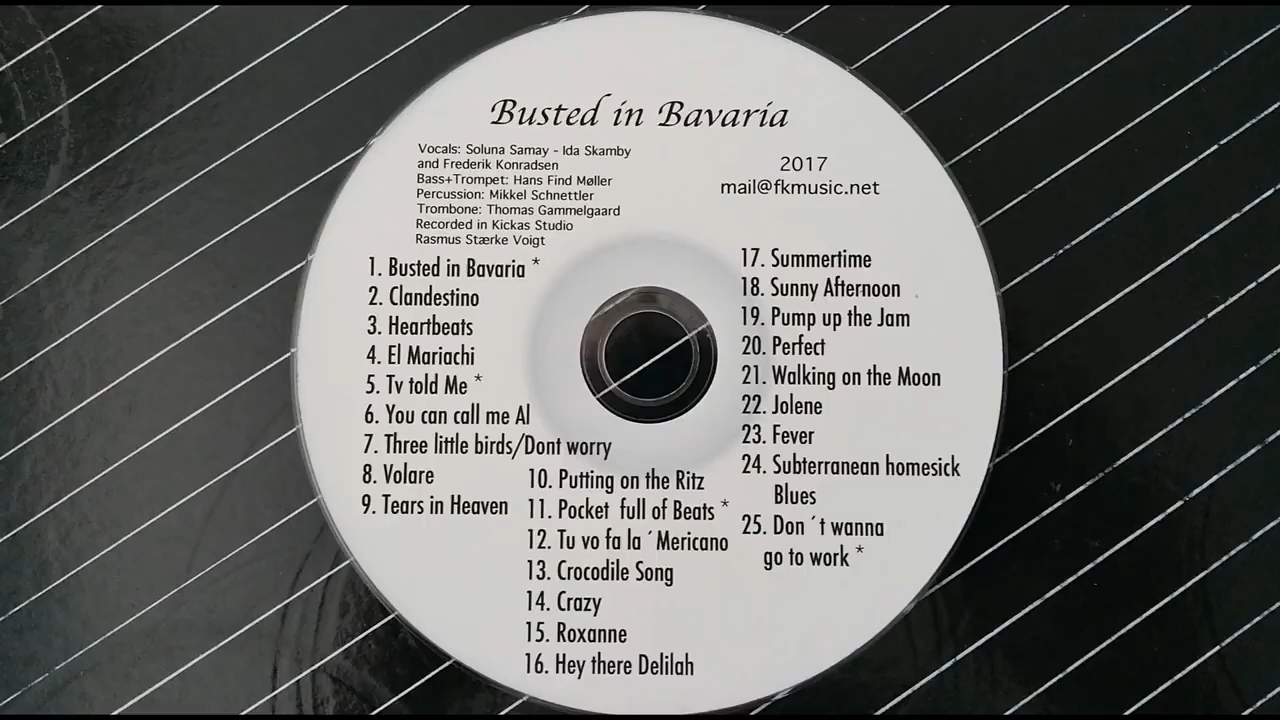 Busted in Bavaria
Vocals: Soluna Samay - Ida Skamby
and Frederik Konradsen
Bass+Trompet: Hans Find Møller
Percussion: Mikkel Schnettler
Trombone: Thomas Gammelgaard
Recorded in Kickas Studio
Rasmus Stærke Voigt
2017
mail@fkmusic.net
1. Busted in Bavaria *
2. Clandestino
3. Heartbeats
4. El Mariachi
5. Tv told Me *
6. You can call me Al
7. Three little birds/Dont worry
8. Volare
9. Tears in Heaven
10. Putting on the Ritz
11. Pocket full of Beats *
12. Tu vo fa la ´Mericano
13. Crocodile Song
14. Crazy
15. Roxanne
16. Hey there Delilah
17. Summertime
18. Sunny Afternoon
19. Pump up the Jam
20. Perfect
21. Walking on the Moon
22. Jolene
23. Fever
24. Subterranean homesick
Blues
25. Don ´t wanna
go to work *